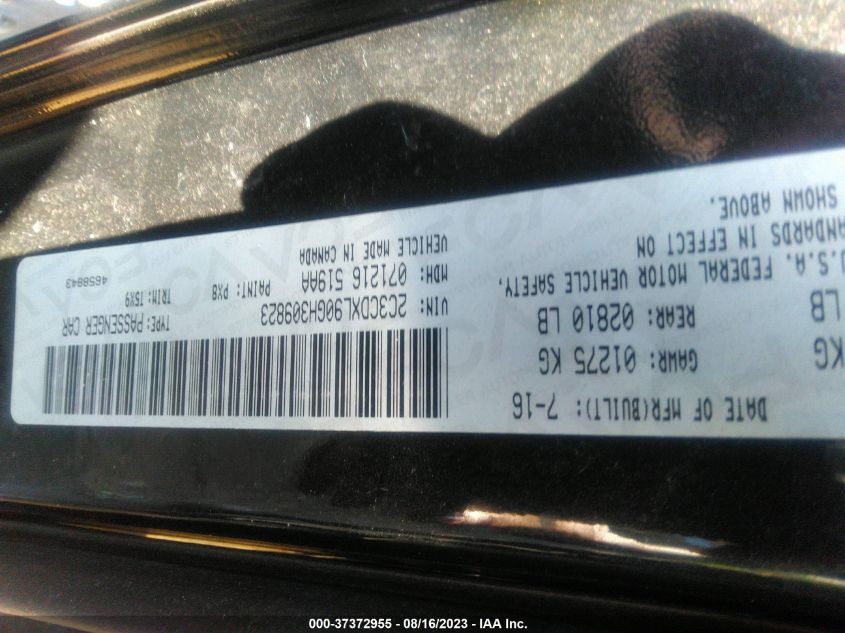 DATE OF MFR(BUILT): 7-16
KG GAWR: 01275 KG
LB REAR: 02810 LB
U.S.A. FEDERAL MOTOR VEHICLE SAFETY.
ANDARDS IN EFFECT ON
SHOWN ABOVE.
VIN: 2C3CDXL90GH309823 TYPE: PASSENGER CAR
MDH: 071216 519AA PAINT: PX8 TRIM: T5X9
VEHICLE MADE IN CANADA 4658843
000-37372955 - 08/16/2023 - IAA Inc.